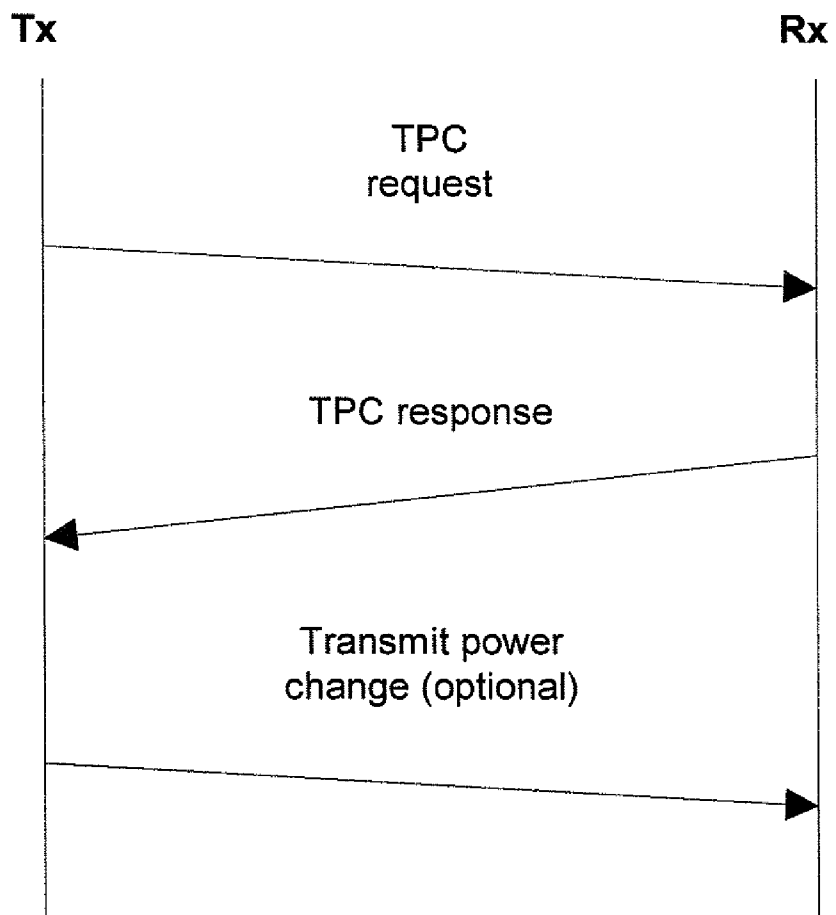 Tx
Rx
TPC
request
TPC response
Transmit power
change (optional)